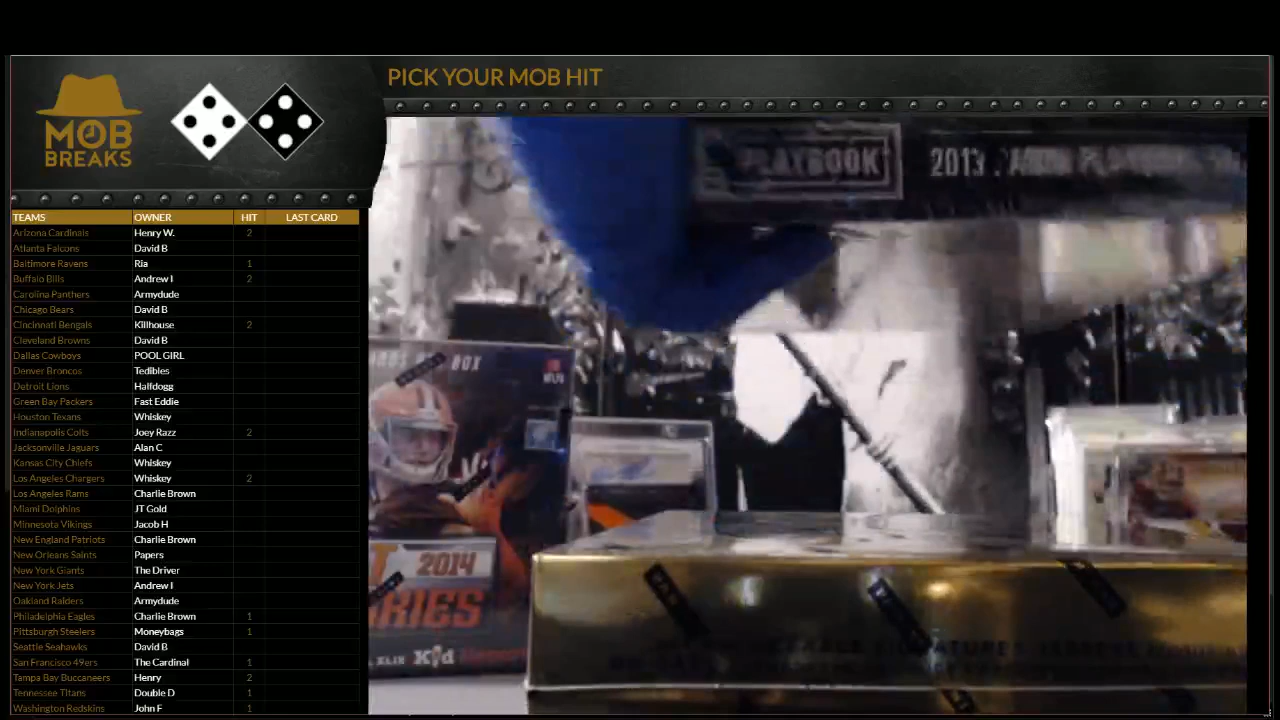 PICK YOUR MOB HIT
MOB
BREAKS
TEAMS OWNER HIT LAST CARD
Arizona Cardinals Henry W. 2
Atlanta Falcons David B
Baltimore Ravens Ria 1
Buffalo Bills Andrew I 2
Carolina Panthers Armydude
Chicago Bears David B
Cincinnati Bengals Killhouse 2
Cleveland Browns David B
Dallas Cowboys POOL GIRL
Denver Broncos Tedibles
Detroit Lions Halfdogg
Green Bay Packers Fast Eddie
Houston Texans Whiskey
Indianapolis Colts Joey Razz 2
Jacksonville Jaguars Alan C
Kansas City Chiefs Whiskey
Los Angeles Chargers Whiskey 2
Los Angeles Rams Charlie Brown
Miami Dolphins JT Gold
Minnesota Vikings Jacob H
New England Patriots Charlie Brown
New Orleans Saints Papers
New York Giants The Driver
New York Jets Andrew I
Oakland Raiders Armydude
Philadelphia Eagles Charlie Brown 1
Pittsburgh Steelers Moneybags 1
Seattle Seahawks David B
San Francisco 49ers The Cardinal 1
Tampa Bay Buccaneers Henry 2
Tennessee Titans Double D 1
Washington Redskins John F 1
PLAYBOOK 2013
BOX
2014